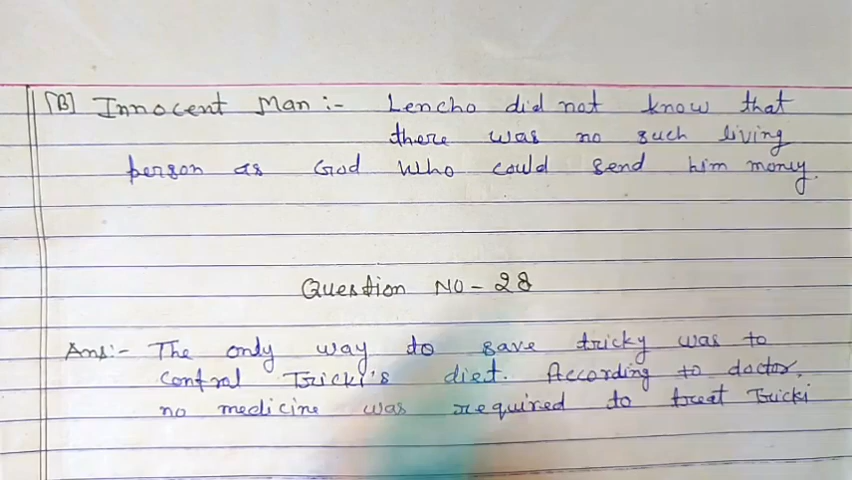 [B] Innocent Man :- Lencho did not know that
there was no such living
person as God who could send him money.
Question No - 28
Ans:- The only way to save tricky was to
control Tricki's diet. According to doctor.
no medicine was required to treat Tricki